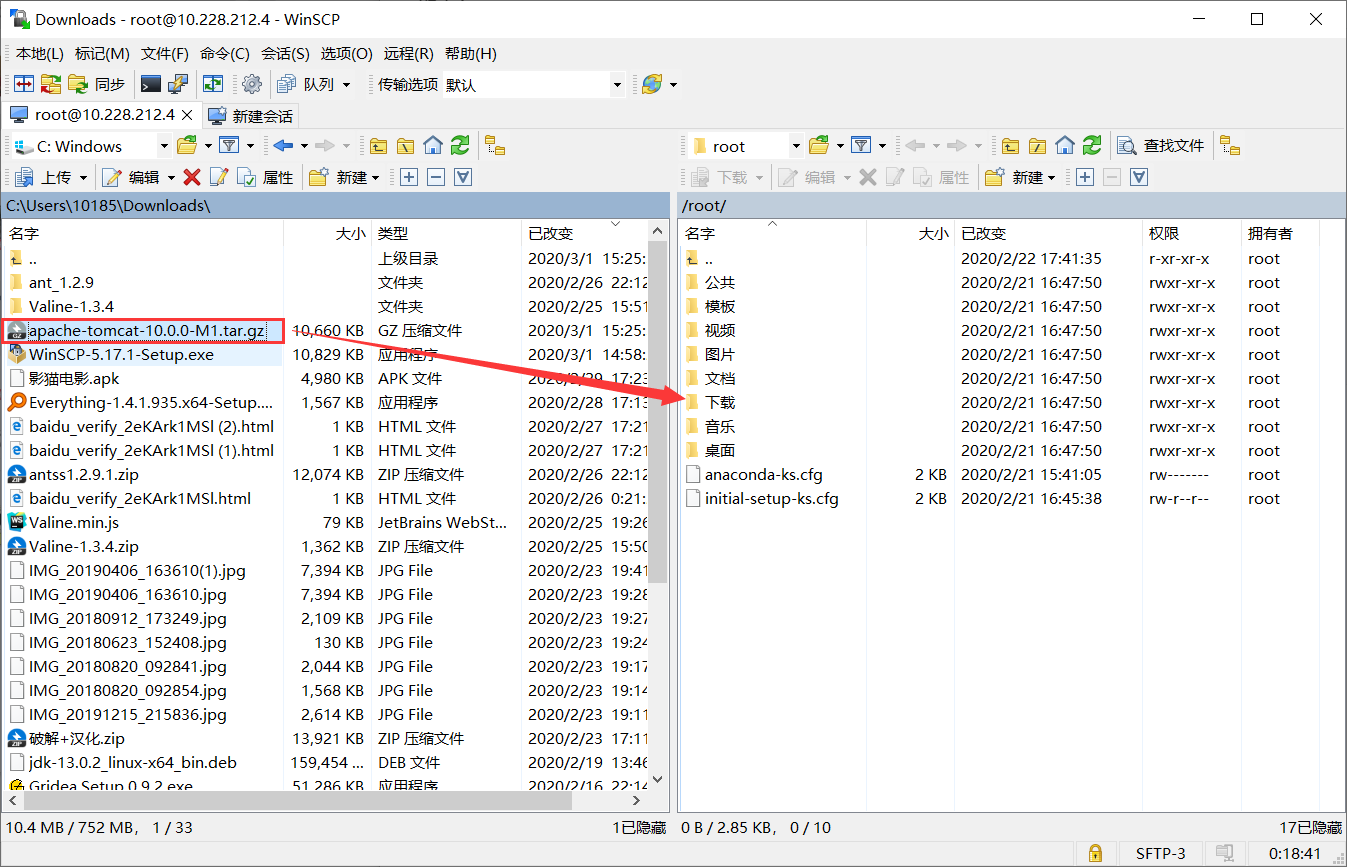 Downloads - root@10.228.212.4 - WinSCP
本地(L) 标记(M) 文件(F) 命令(C) 会话(S) 选项(O) 远程(R) 帮助(H)
同步 队列 传输选项 默认
root@10.228.212.4 新建会话
C: Windows root 查找文件
上传 编辑 属性 新建 下载 编辑 属性 新建
C:\Users\10185\Downloads\ /root/
名字 大小 类型 已改变
.. 上级目录 2020/3/1 15:25:
ant_1.2.9 文件夹 2020/2/26 22:12
Valine-1.3.4 文件夹 2020/2/25 15:51
apache-tomcat-10.0.0-M1.tar.gz 10,660 KB GZ 压缩文件 2020/3/1 15:25:
WinSCP-5.17.1-Setup.exe 10,829 KB 应用程序 2020/3/1 14:58:
影猫电影.apk 4,980 KB APK 文件 2020/2/29 17:23
Everything-1.4.1.935.x64-Setup.... 1,567 KB 应用程序 2020/2/28 17:13
baidu_verify_2eKArk1MSl (2).html 1 KB HTML 文件 2020/2/27 17:21
baidu_verify_2eKArk1MSl (1).html 1 KB HTML 文件 2020/2/27 17:21
antss1.2.9.1.zip 12,074 KB ZIP 压缩文件 2020/2/26 22:12
baidu_verify_2eKArk1MSl.html 1 KB HTML 文件 2020/2/26 0:21:
Valine.min.js 79 KB JetBrains WebSt... 2020/2/25 19:26
Valine-1.3.4.zip 1,362 KB ZIP 压缩文件 2020/2/25 15:50
IMG_20190406_163610(1).jpg 7,394 KB JPG File 2020/2/23 19:41
IMG_20190406_163610.jpg 7,394 KB JPG File 2020/2/23 19:28
IMG_20180912_173249.jpg 2,109 KB JPG File 2020/2/23 19:27
IMG_20180623_152408.jpg 130 KB JPG File 2020/2/23 19:24
IMG_20180820_092841.jpg 2,044 KB JPG File 2020/2/23 19:17
IMG_20180820_092854.jpg 1,568 KB JPG File 2020/2/23 19:14
IMG_20191215_215836.jpg 2,614 KB JPG File 2020/2/23 19:11
破解+汉化.zip 13,921 KB ZIP 压缩文件 2020/2/23 17:11
jdk-13.0.2_linux-x64_bin.deb 159,454 ... DEB 文件 2020/2/19 13:46
Gridea Setup 0.9.2.exe 51,286 KB 应用程序 2020/2/16 22:14
名字 大小 已改变 权限 拥有者
.. 2020/2/22 17:41:35 r-xr-xr-x root
公共 2020/2/21 16:47:50 rwxr-xr-x root
模板 2020/2/21 16:47:50 rwxr-xr-x root
视频 2020/2/21 16:47:50 rwxr-xr-x root
图片 2020/2/21 16:47:50 rwxr-xr-x root
文档 2020/2/21 16:47:50 rwxr-xr-x root
下载 2020/2/21 16:47:50 rwxr-xr-x root
音乐 2020/2/21 16:47:50 rwxr-xr-x root
桌面 2020/2/21 16:47:50 rwxr-xr-x root
anaconda-ks.cfg 2 KB 2020/2/21 15:41:05 rw------- root
initial-setup-ks.cfg 2 KB 2020/2/21 16:45:38 rw-r--r-- root
10.4 MB / 752 MB, 1 / 33 1已隐藏 0 B / 2.85 KB, 0 / 10 17已隐藏
SFTP-3 0:18:41